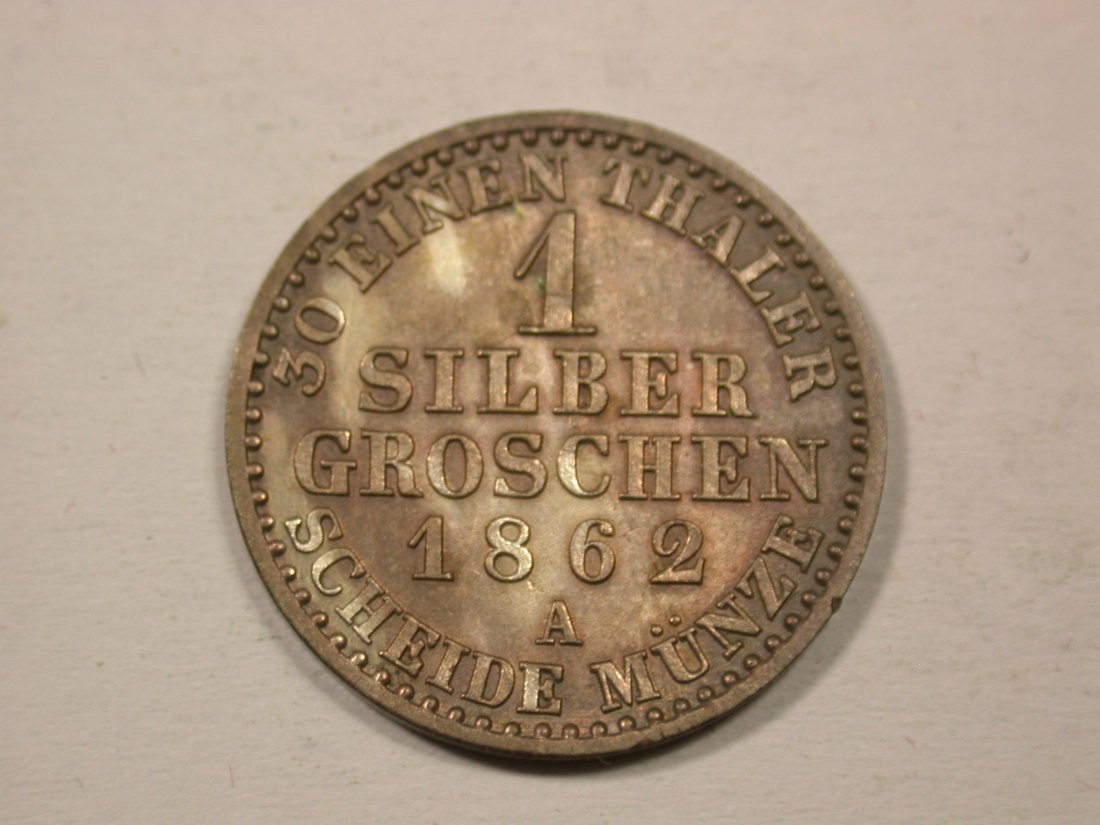 30 EINEN THALER
1
SILBER
GROSCHEN
1862
A
SCHEIDE MÜNZE